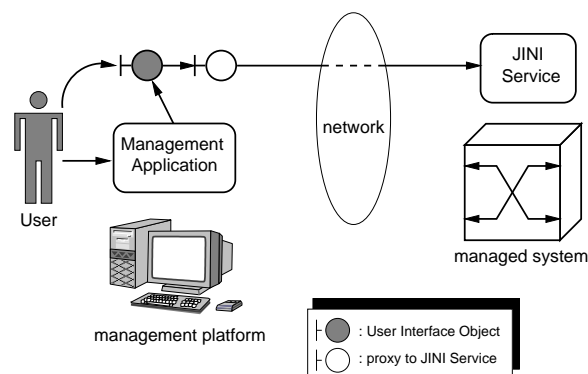 JINI
Service
network
Management
Application
User
managed system
management platform
: User Interface Object
: proxy to JINI Service